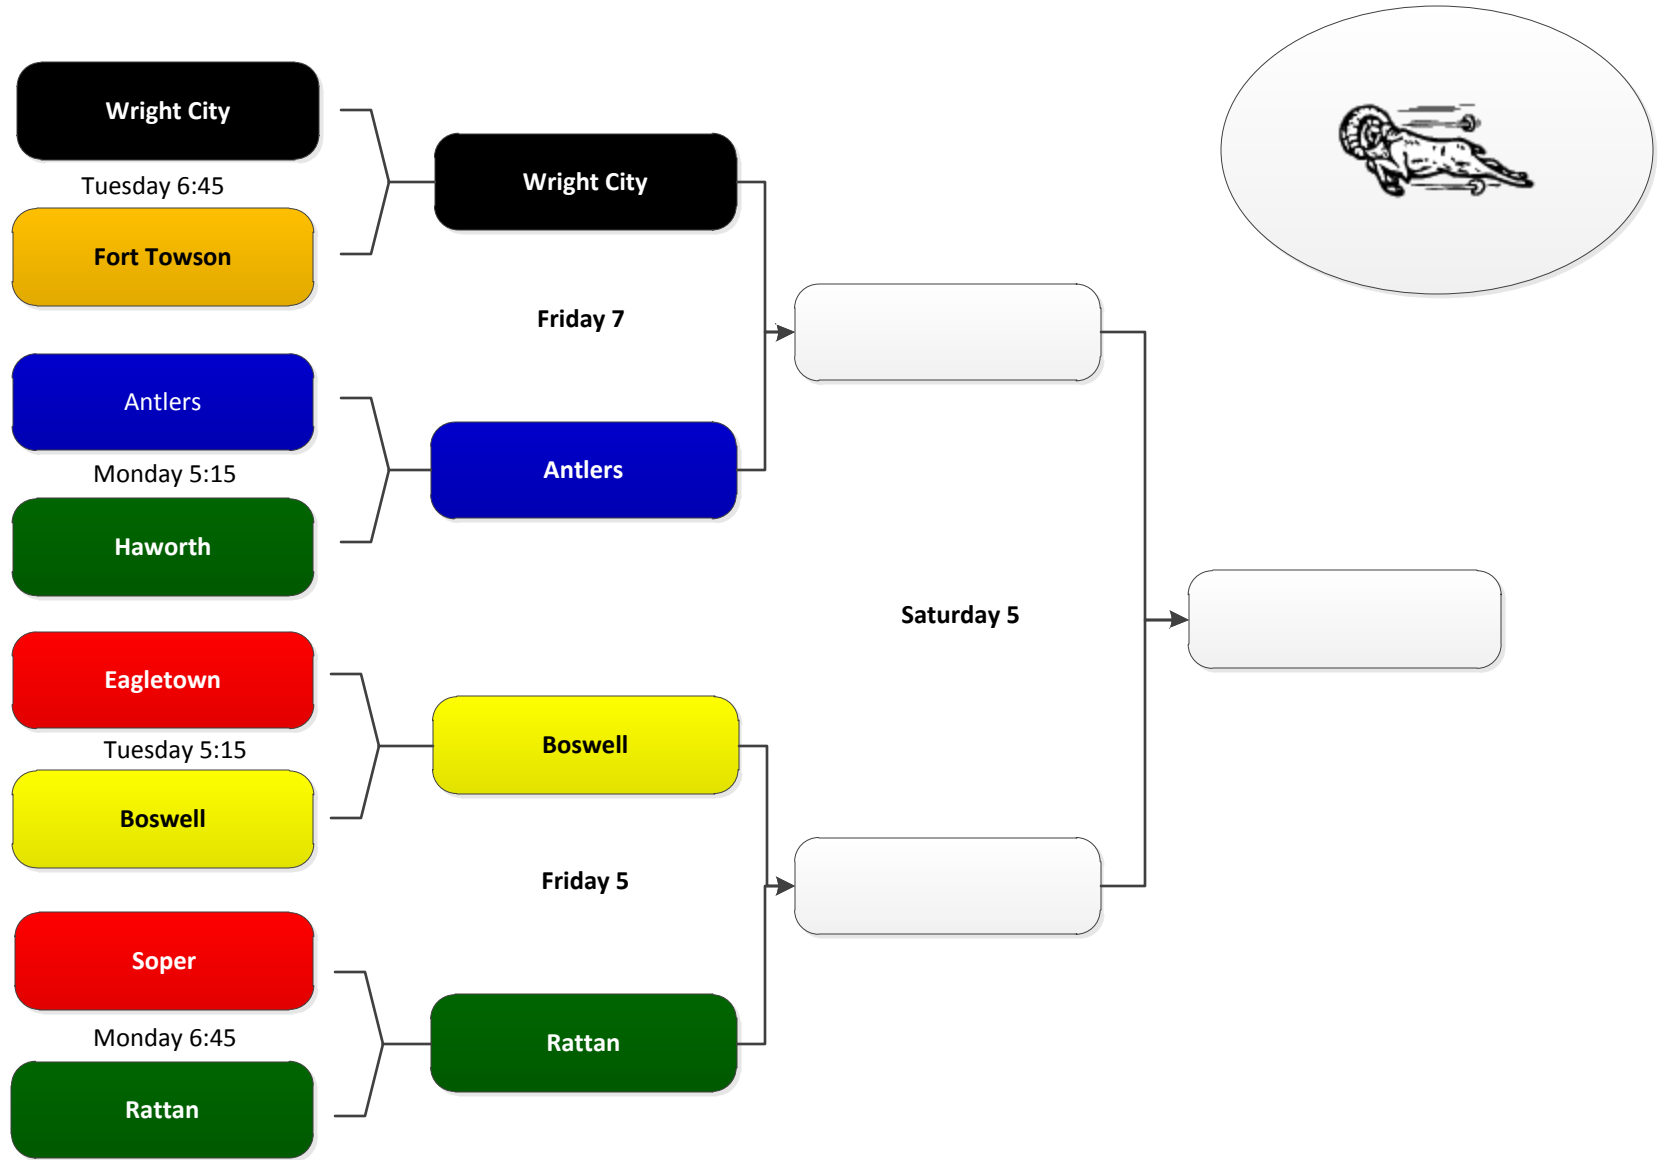 Wright City
Tuesday 6:45
Fort Towson
Antlers
Monday 5:15
Haworth
Eagletown
Tuesday 5:15
Boswell
Soper
Monday 6:45
Rattan
Wright City
Friday 7
Antlers
Boswell
Friday 5
Rattan
Saturday 5